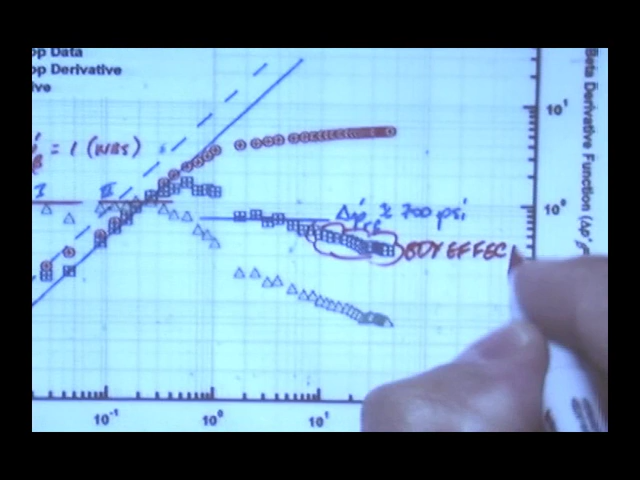 op Data
op Derivative
ive
= 1 (WBS)
I II
Δp' ≈ 700 psi
BDY EFFEC
10¹
10⁰
Beta Derivative Function (Δp'
10⁻¹ 10⁰ 10¹